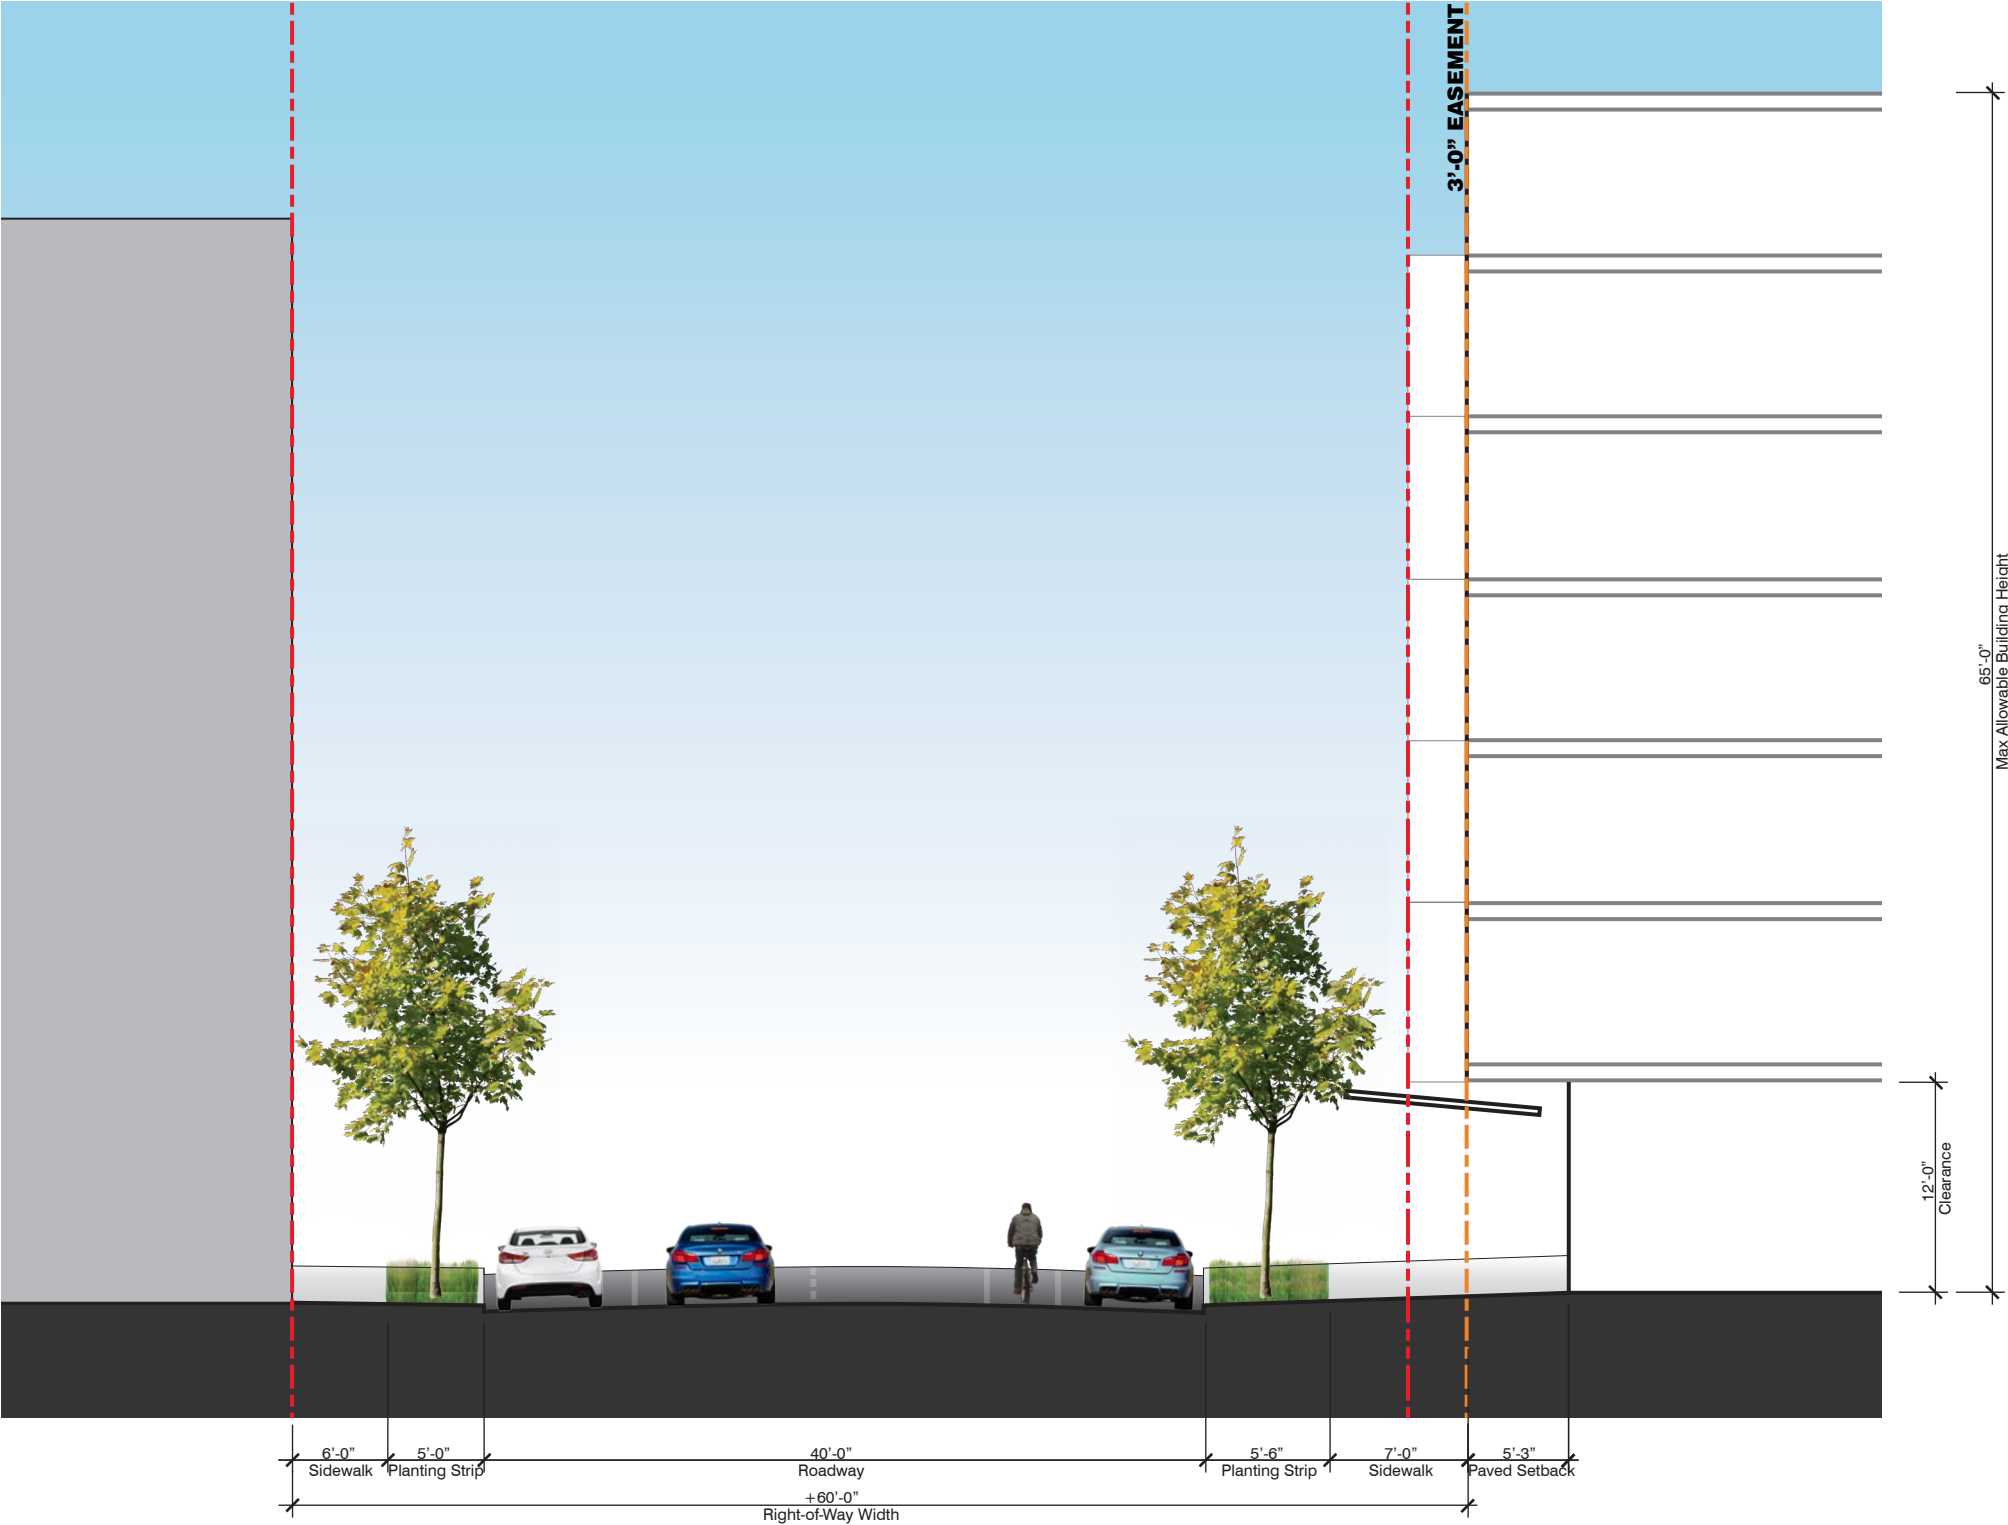 3’-0” EASEMENT
65’-0”
Max Allowable Building Height
12’-0”
Clearance
6’-0”
Sidewalk
5’-0”
Planting Strip
40’-0”
Roadway
5’-6”
Planting Strip
7’-0”
Sidewalk
5’-3”
Paved Setback
+60’-0”
Right-of-Way Width